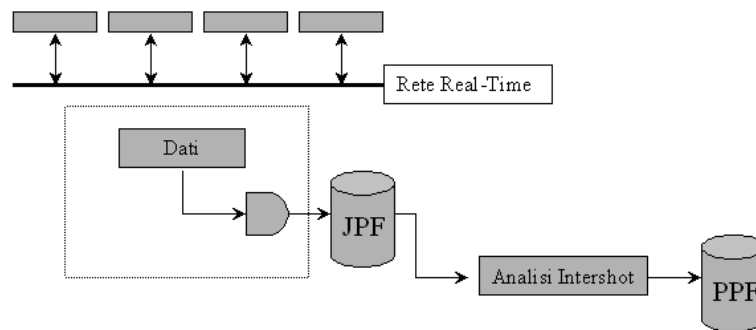 Rete Real-Time
Dati
JPF
Analisi Intershot
PPF